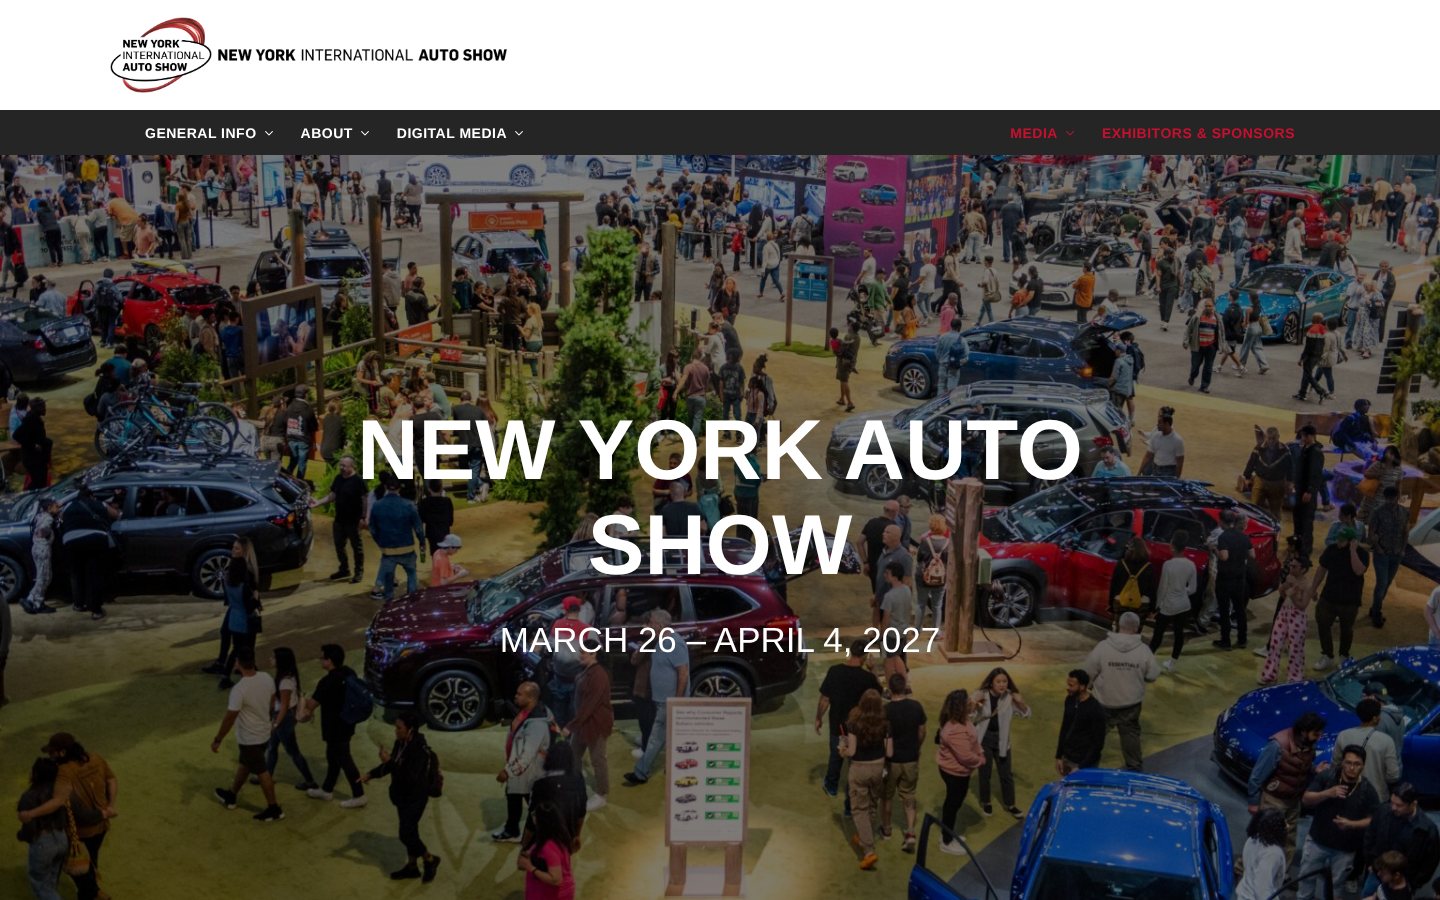 NEW YORK
INTERNATIONAL
AUTO SHOW
NEW YORK INTERNATIONAL AUTO SHOW
GENERAL INFO
ABOUT
DIGITAL MEDIA
MEDIA
EXHIBITORS & SPONSORS
NEW YORK AUTO
SHOW
MARCH 26 – APRIL 4, 2027
ESSENTIALS